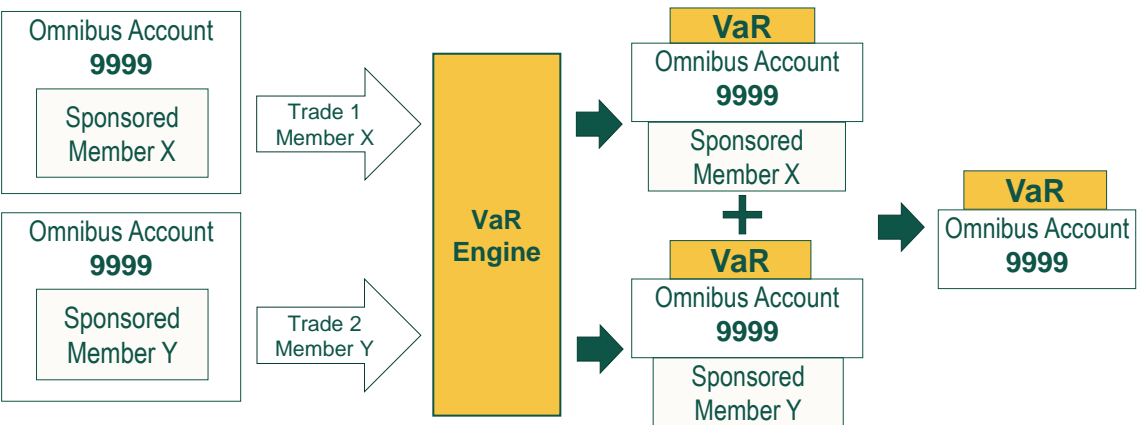 Omnibus Account
9999
Sponsored
Member X
Trade 1
Member X
Omnibus Account
9999
Sponsored
Member Y
Trade 2
Member Y
VaR
Engine
VaR
Omnibus Account
9999
Sponsored
Member X
+
VaR
Omnibus Account
9999
Sponsored
Member Y
VaR
Omnibus Account
9999